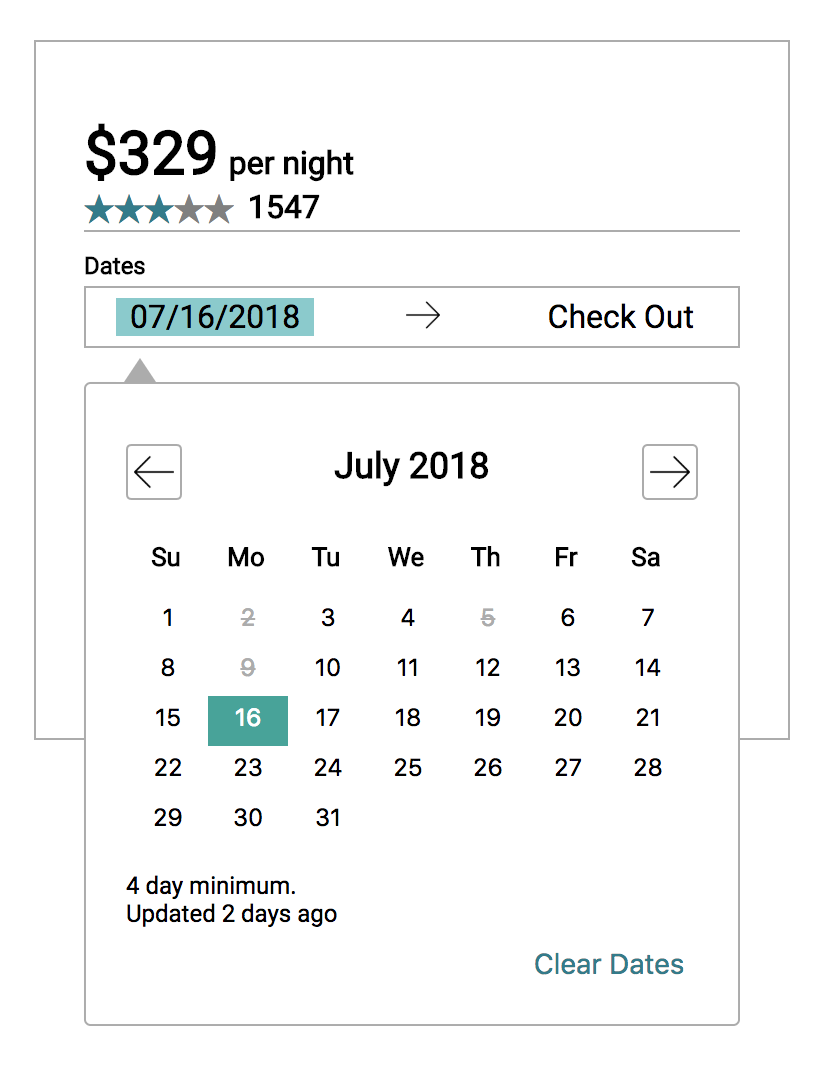 $329 per night
★★★★★ 1547
Dates
07/16/2018 → Check Out
← July 2018 →
Su Mo Tu We Th Fr Sa
1 2 3 4 5 6 7
8 9 10 11 12 13 14
15 16 17 18 19 20 21
22 23 24 25 26 27 28
29 30 31
4 day minimum.
Updated 2 days ago
Clear Dates